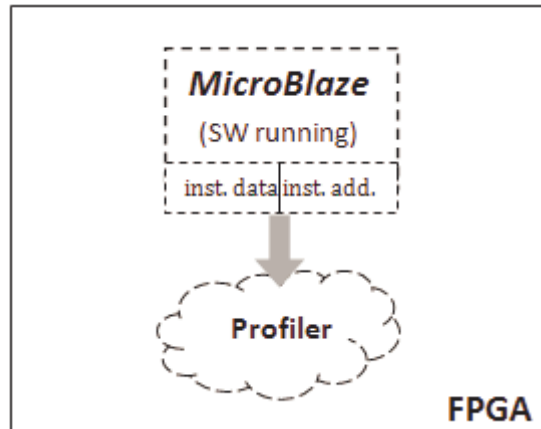 MicroBlaze
(SW running)
inst. data inst. add.
Profiler
FPGA